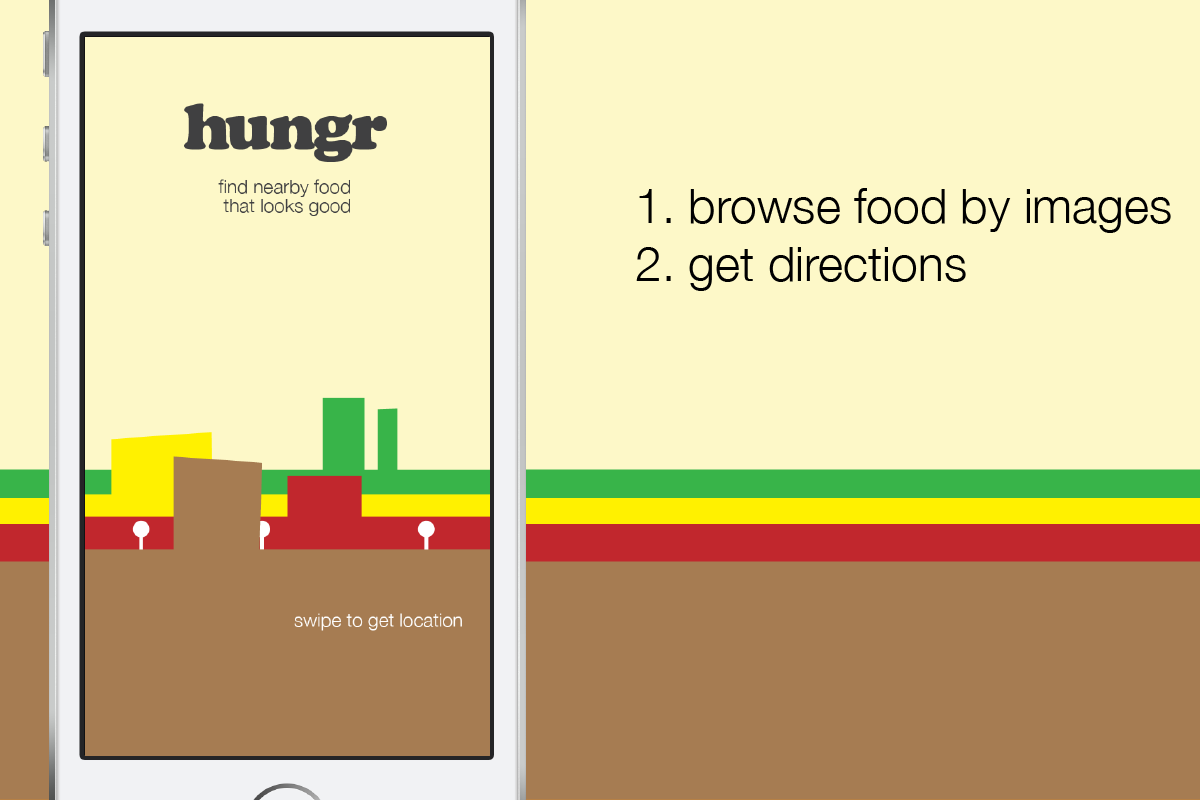 hungr
find nearby food
that looks good
swipe to get location
1. browse food by images
2. get directions